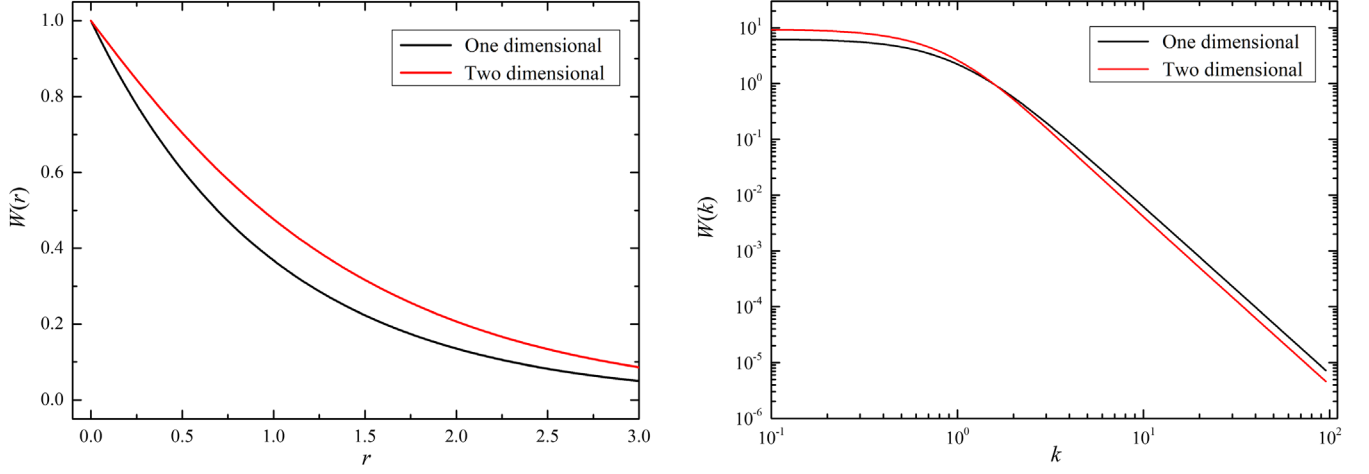 1.0
0.8
0.6
0.4
0.2
0.0
W(r)
One dimensional
Two dimensional
0.0 0.5 1.0 1.5 2.0 2.5 3.0
r
10^1
10^0
10^-1
10^-2
10^-3
10^-4
10^-5
10^-6
W(k)
One dimensional
Two dimensional
10^-1 10^0 10^1 10^2
k